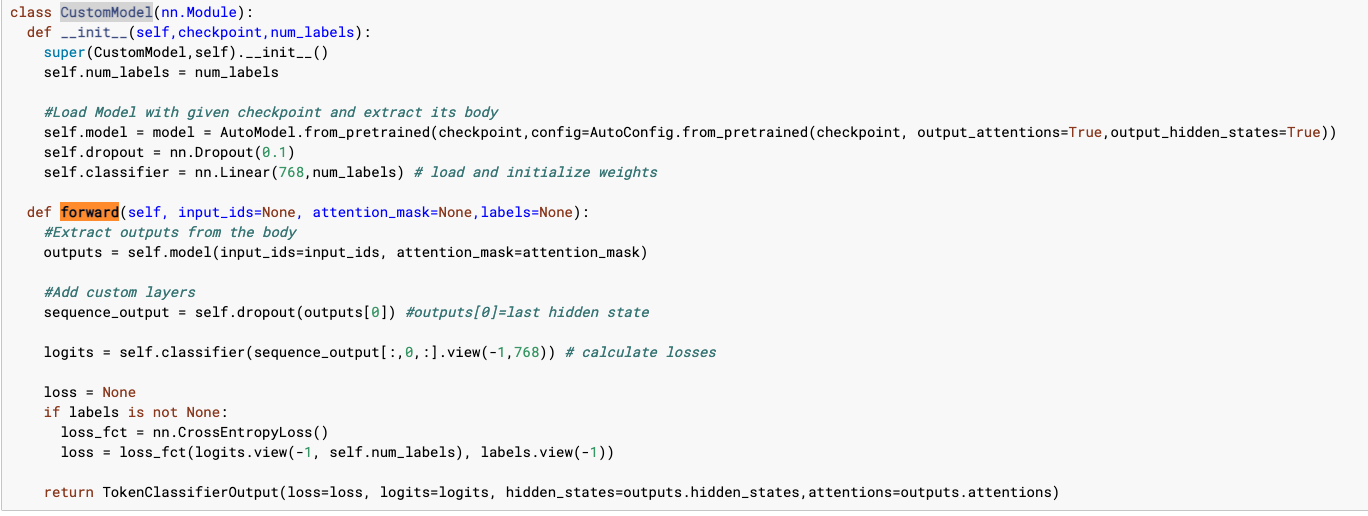 class CustomModel(nn.Module):
  def __init__(self,checkpoint,num_labels):
    super(CustomModel,self).__init__()
    self.num_labels = num_labels

    #Load Model with given checkpoint and extract its body
    self.model = model = AutoModel.from_pretrained(checkpoint,config=AutoConfig.from_pretrained(checkpoint, output_attentions=True,output_hidden_states=True))
    self.dropout = nn.Dropout(0.1)
    self.classifier = nn.Linear(768,num_labels) # load and initialize weights

  def forward(self, input_ids=None, attention_mask=None,labels=None):
    #Extract outputs from the body
    outputs = self.model(input_ids=input_ids, attention_mask=attention_mask)

    #Add custom layers
    sequence_output = self.dropout(outputs[0]) #outputs[0]=last hidden state

    logits = self.classifier(sequence_output[:,0,:].view(-1,768)) # calculate losses

    loss = None
    if labels is not None:
      loss_fct = nn.CrossEntropyLoss()
      loss = loss_fct(logits.view(-1, self.num_labels), labels.view(-1))

    return TokenClassifierOutput(loss=loss, logits=logits, hidden_states=outputs.hidden_states,attentions=outputs.attentions)